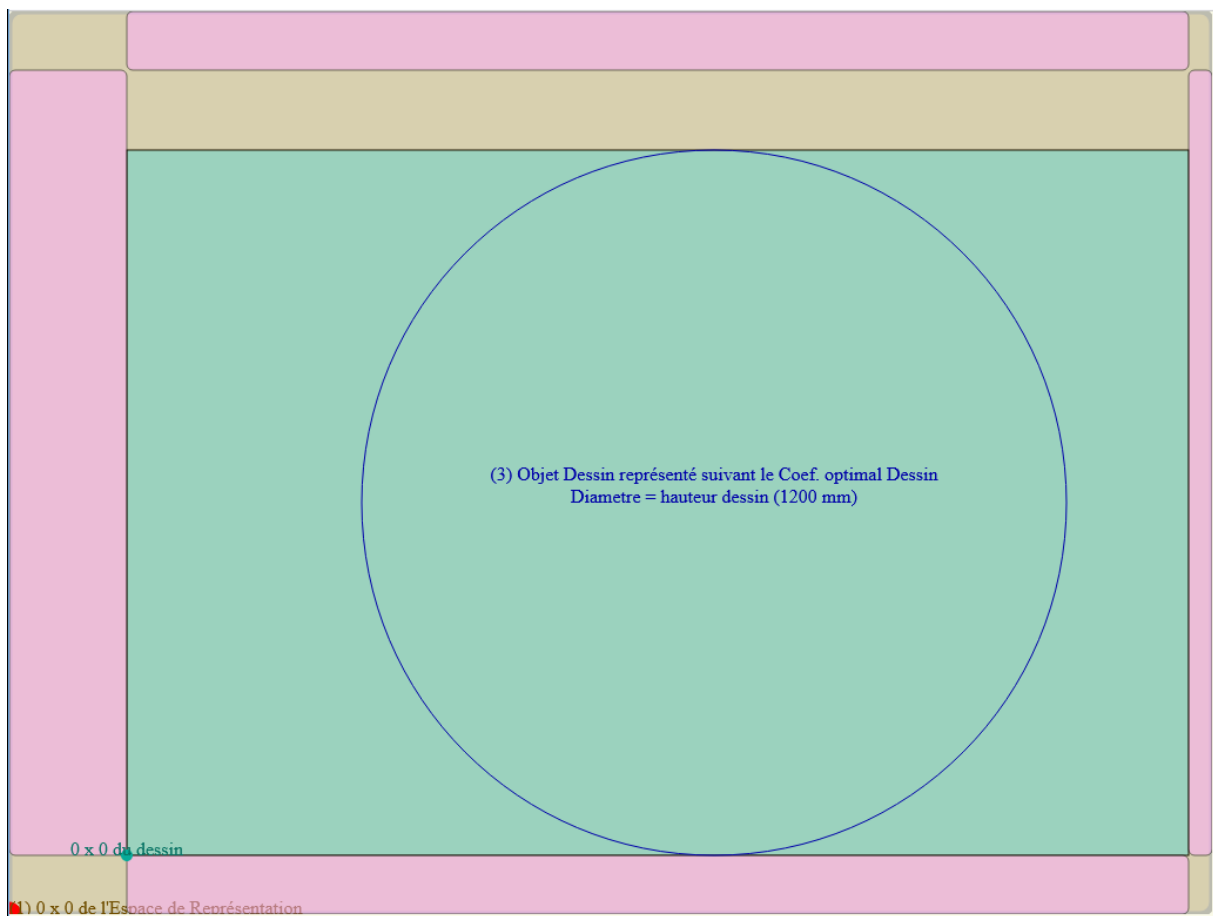 (3) Objet Dessin représenté suivant le Coef. optimal Dessin
Diametre = hauteur dessin (1200 mm)
0 x 0 du dessin
(1) 0 x 0 de l'Espace de Représentation